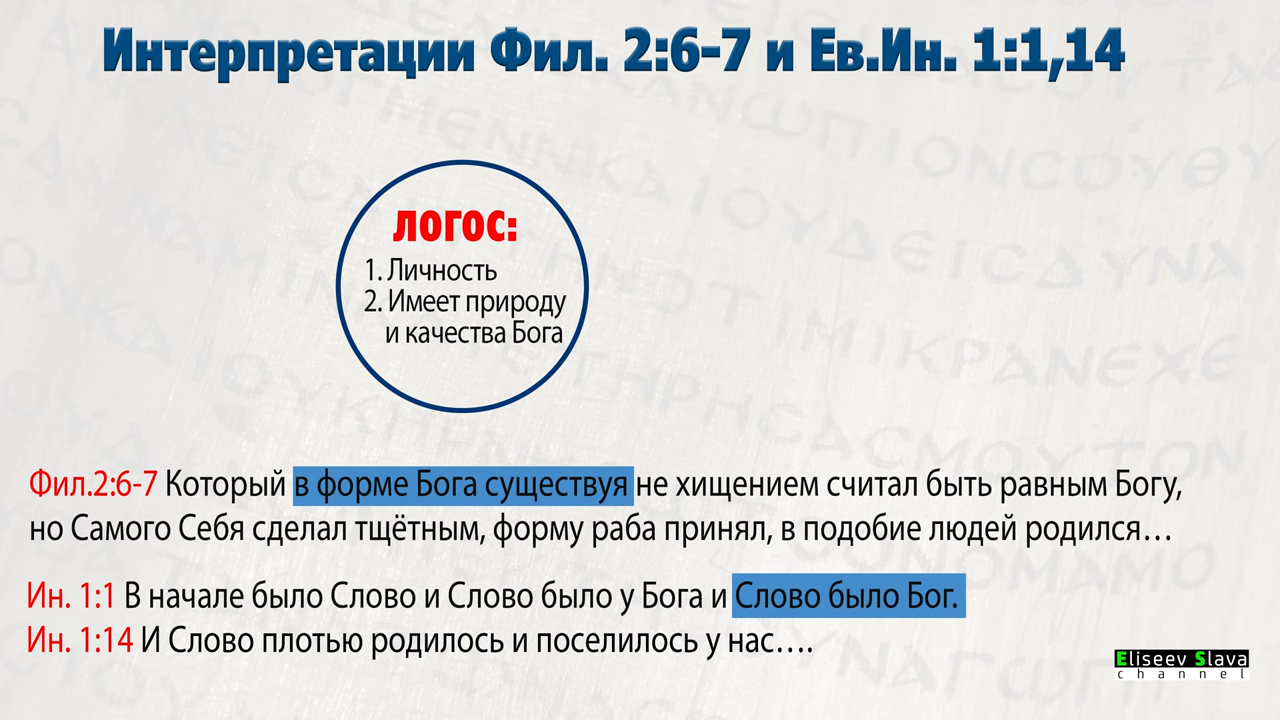 Интерпретации Фил. 2:6-7 и Ев.Ин. 1:1,14
ЛОГОС:
1. Личность
2. Имеет природу
и качества Бога
Фил.2:6-7 Который в форме Бога существуя не хищением считал быть равным Богу,
но Самого Себя сделал тщётным, форму раба принял, в подобие людей родился…
Ин. 1:1 В начале было Слово и Слово было у Бога и Слово было Бог.
Ин. 1:14 И Слово плотью родилось и поселилось у нас….
Eliseev Slava
channel